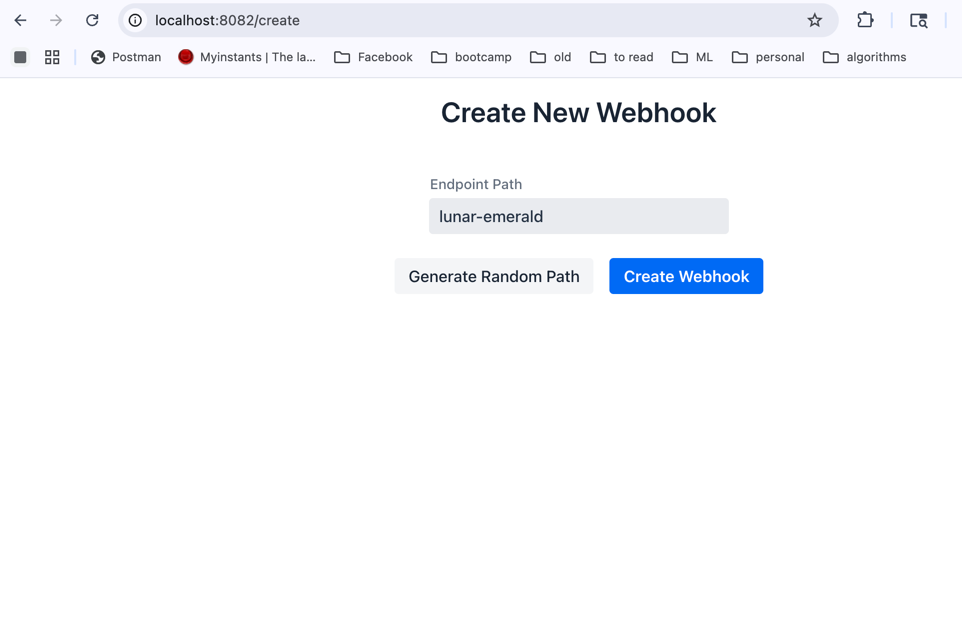 localhost:8082/create
Postman Myinstants | The la... Facebook bootcamp old to read ML personal algorithms
Create New Webhook
Endpoint Path
lunar-emerald
Generate Random Path Create Webhook